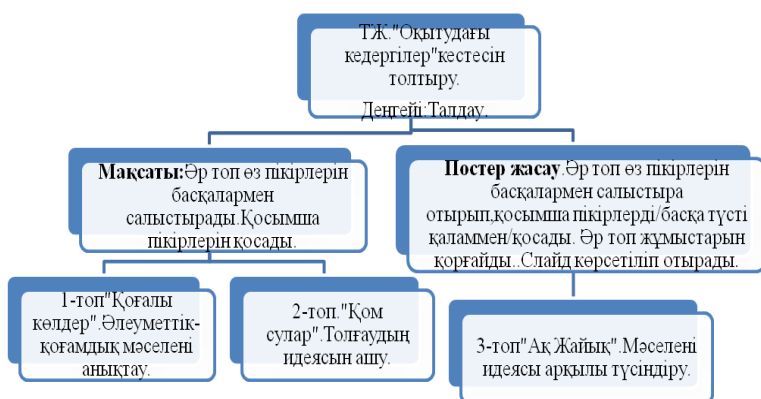 ТЖ."Оқытудағы
кедергілер"кестесін
толтыру.
Деңгейі:Талдау.
Мақсаты:Әр топ өз пікірлерін
басқалармен
салыстырады.Қосымша
пікірлерін қосады.
Постер жасау.Әр топ өз пікірлерін
басқалармен салыстыра
отырып,қосымша пікірлерді/басқа түсті
қаламмен/қосады. Әр топ жұмыстарын
қорғайды..Слайд көрсетіліп отырады.
1-топ"Қоғалы
көлдер".Әлеуметтік-
қоғамдық мәселені
анықтау.
2-топ."Қом
сулар".Толғаудың
идеясын ашу.
3-топ"Ақ Жайық".Мәселені
идеясы арқылы түсіндіру.